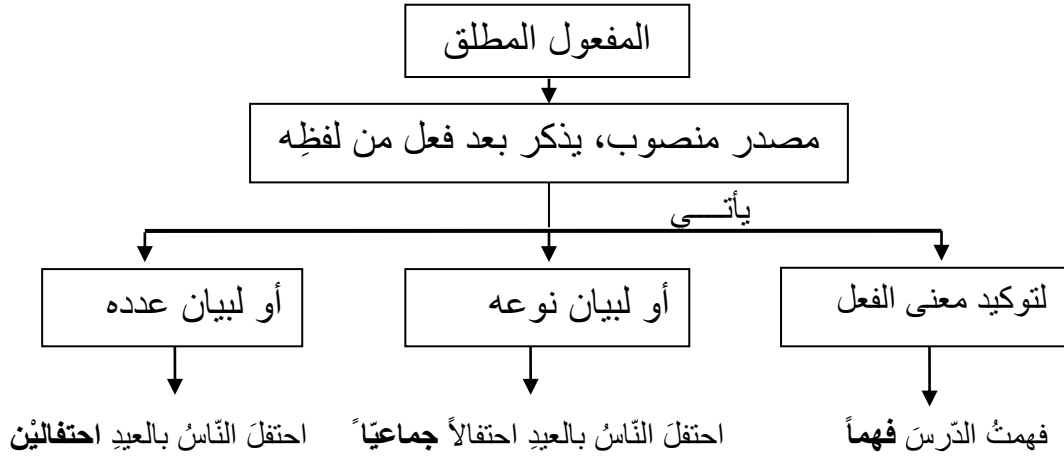 المفعول المطلق
مصدر منصوب، يذكر بعد فعل من لفظِه
يأتــــي
لتوكيد معنى الفعل
أو لبيان نوعه
أو لبيان عدده
فهمتُ الدّرسَ فهماً
احتفلَ النّاسُ بالعيدِ احتفالاً جماعيّا ً
احتفلَ النّاسُ بالعيدِ احتفاليْن